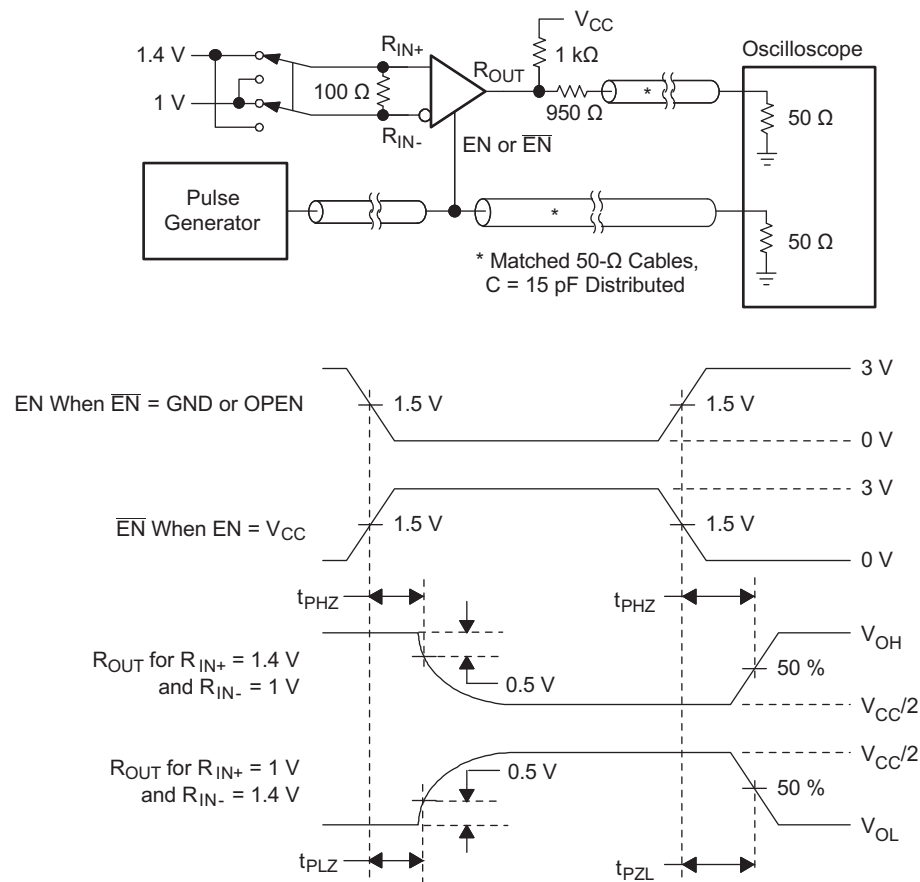 V_CC
1.4 V
R_IN+
1 kΩ
Oscilloscope
R_OUT
100 Ω
*
1 V
950 Ω
50 Ω
R_IN-
EN or E̅N̅
Pulse
Generator
*
50 Ω
* Matched 50-Ω Cables,
C = 15 pF Distributed
3 V
EN When E̅N̅ = GND or OPEN
1.5 V
1.5 V
0 V
3 V
E̅N̅ When EN = V_CC
1.5 V
1.5 V
0 V
t_PHZ
t_PHZ
V_OH
R_OUT for R_IN+ = 1.4 V
and R_IN- = 1 V
0.5 V
50 %
V_CC/2
V_CC/2
R_OUT for R_IN+ = 1 V
and R_IN- = 1.4 V
0.5 V
50 %
V_OL
t_PLZ
t_PZL